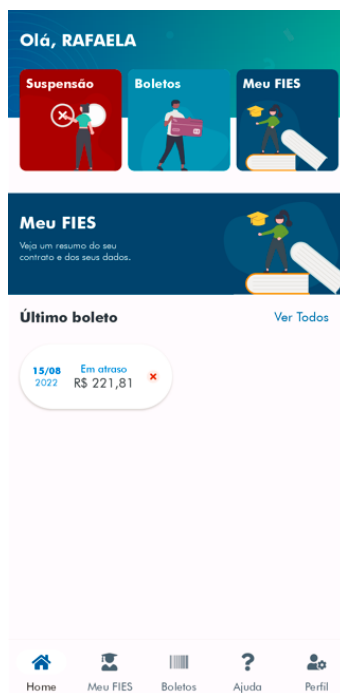 Olá, RAFAELA
Suspensão
Boletos
Meu FIES
Meu FIES
Veja um resumo do seu
contrato e dos seus dados.
Último boleto
Ver Todos
15/08
2022
Em atraso
R$ 221,81
Home
Meu FIES
Boletos
Ajuda
Perfil